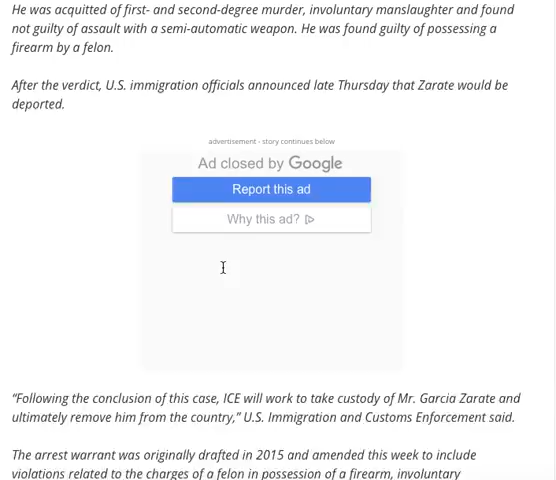 He was acquitted of first- and second-degree murder, involuntary manslaughter and found
not guilty of assault with a semi-automatic weapon. He was found guilty of possessing a
firearm by a felon.
After the verdict, U.S. immigration officials announced late Thursday that Zarate would be
deported.
advertisement - story continues below
Ad closed by Google
Report this ad
Why this ad?
“Following the conclusion of this case, ICE will work to take custody of Mr. Garcia Zarate and
ultimately remove him from the country,” U.S. Immigration and Customs Enforcement said.
The arrest warrant was originally drafted in 2015 and amended this week to include
violations related to the charges of a felon in possession of a firearm, involuntary